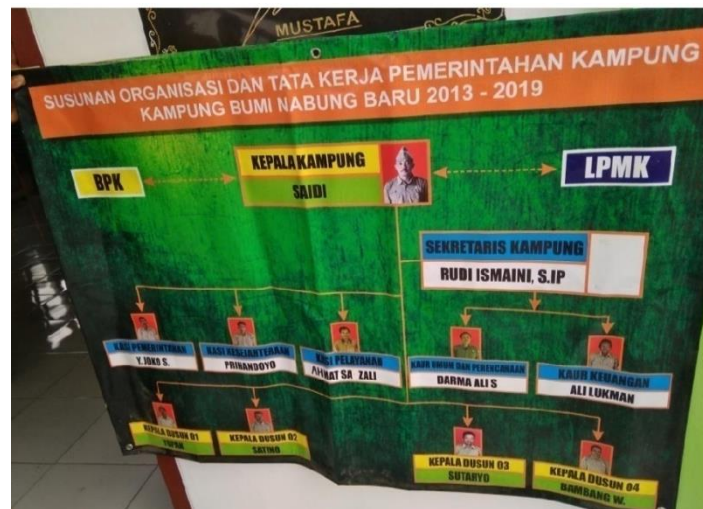 MUSTAFA
SUSUNAN ORGANISASI DAN TATA KERJA PEMERINTAHAN KAMPUNG
KAMPUNG BUMI NABUNG BARU 2013 - 2019
BPK
KEPALA KAMPUNG
SAIDI
LPMK
SEKRETARIS KAMPUNG
RUDI ISMAINI, S.IP
KASI PEMERINTAHAN
Y.JOKO S.
KASI KESEJAHTERAAN
PRIHANDOYO
KASI PELAYANAN
AHMAT SA ZALI
KAUR UMUM DAN PERENCANAAN
DARMA ALI S
KAUR KEUANGAN
ALI LUKMAN
KEPALA DUSUN 01
KEPALA DUSUN 02
SATINO
KEPALA DUSUN 03
SUTARYO
KEPALA DUSUN 04
BAMBANG W.